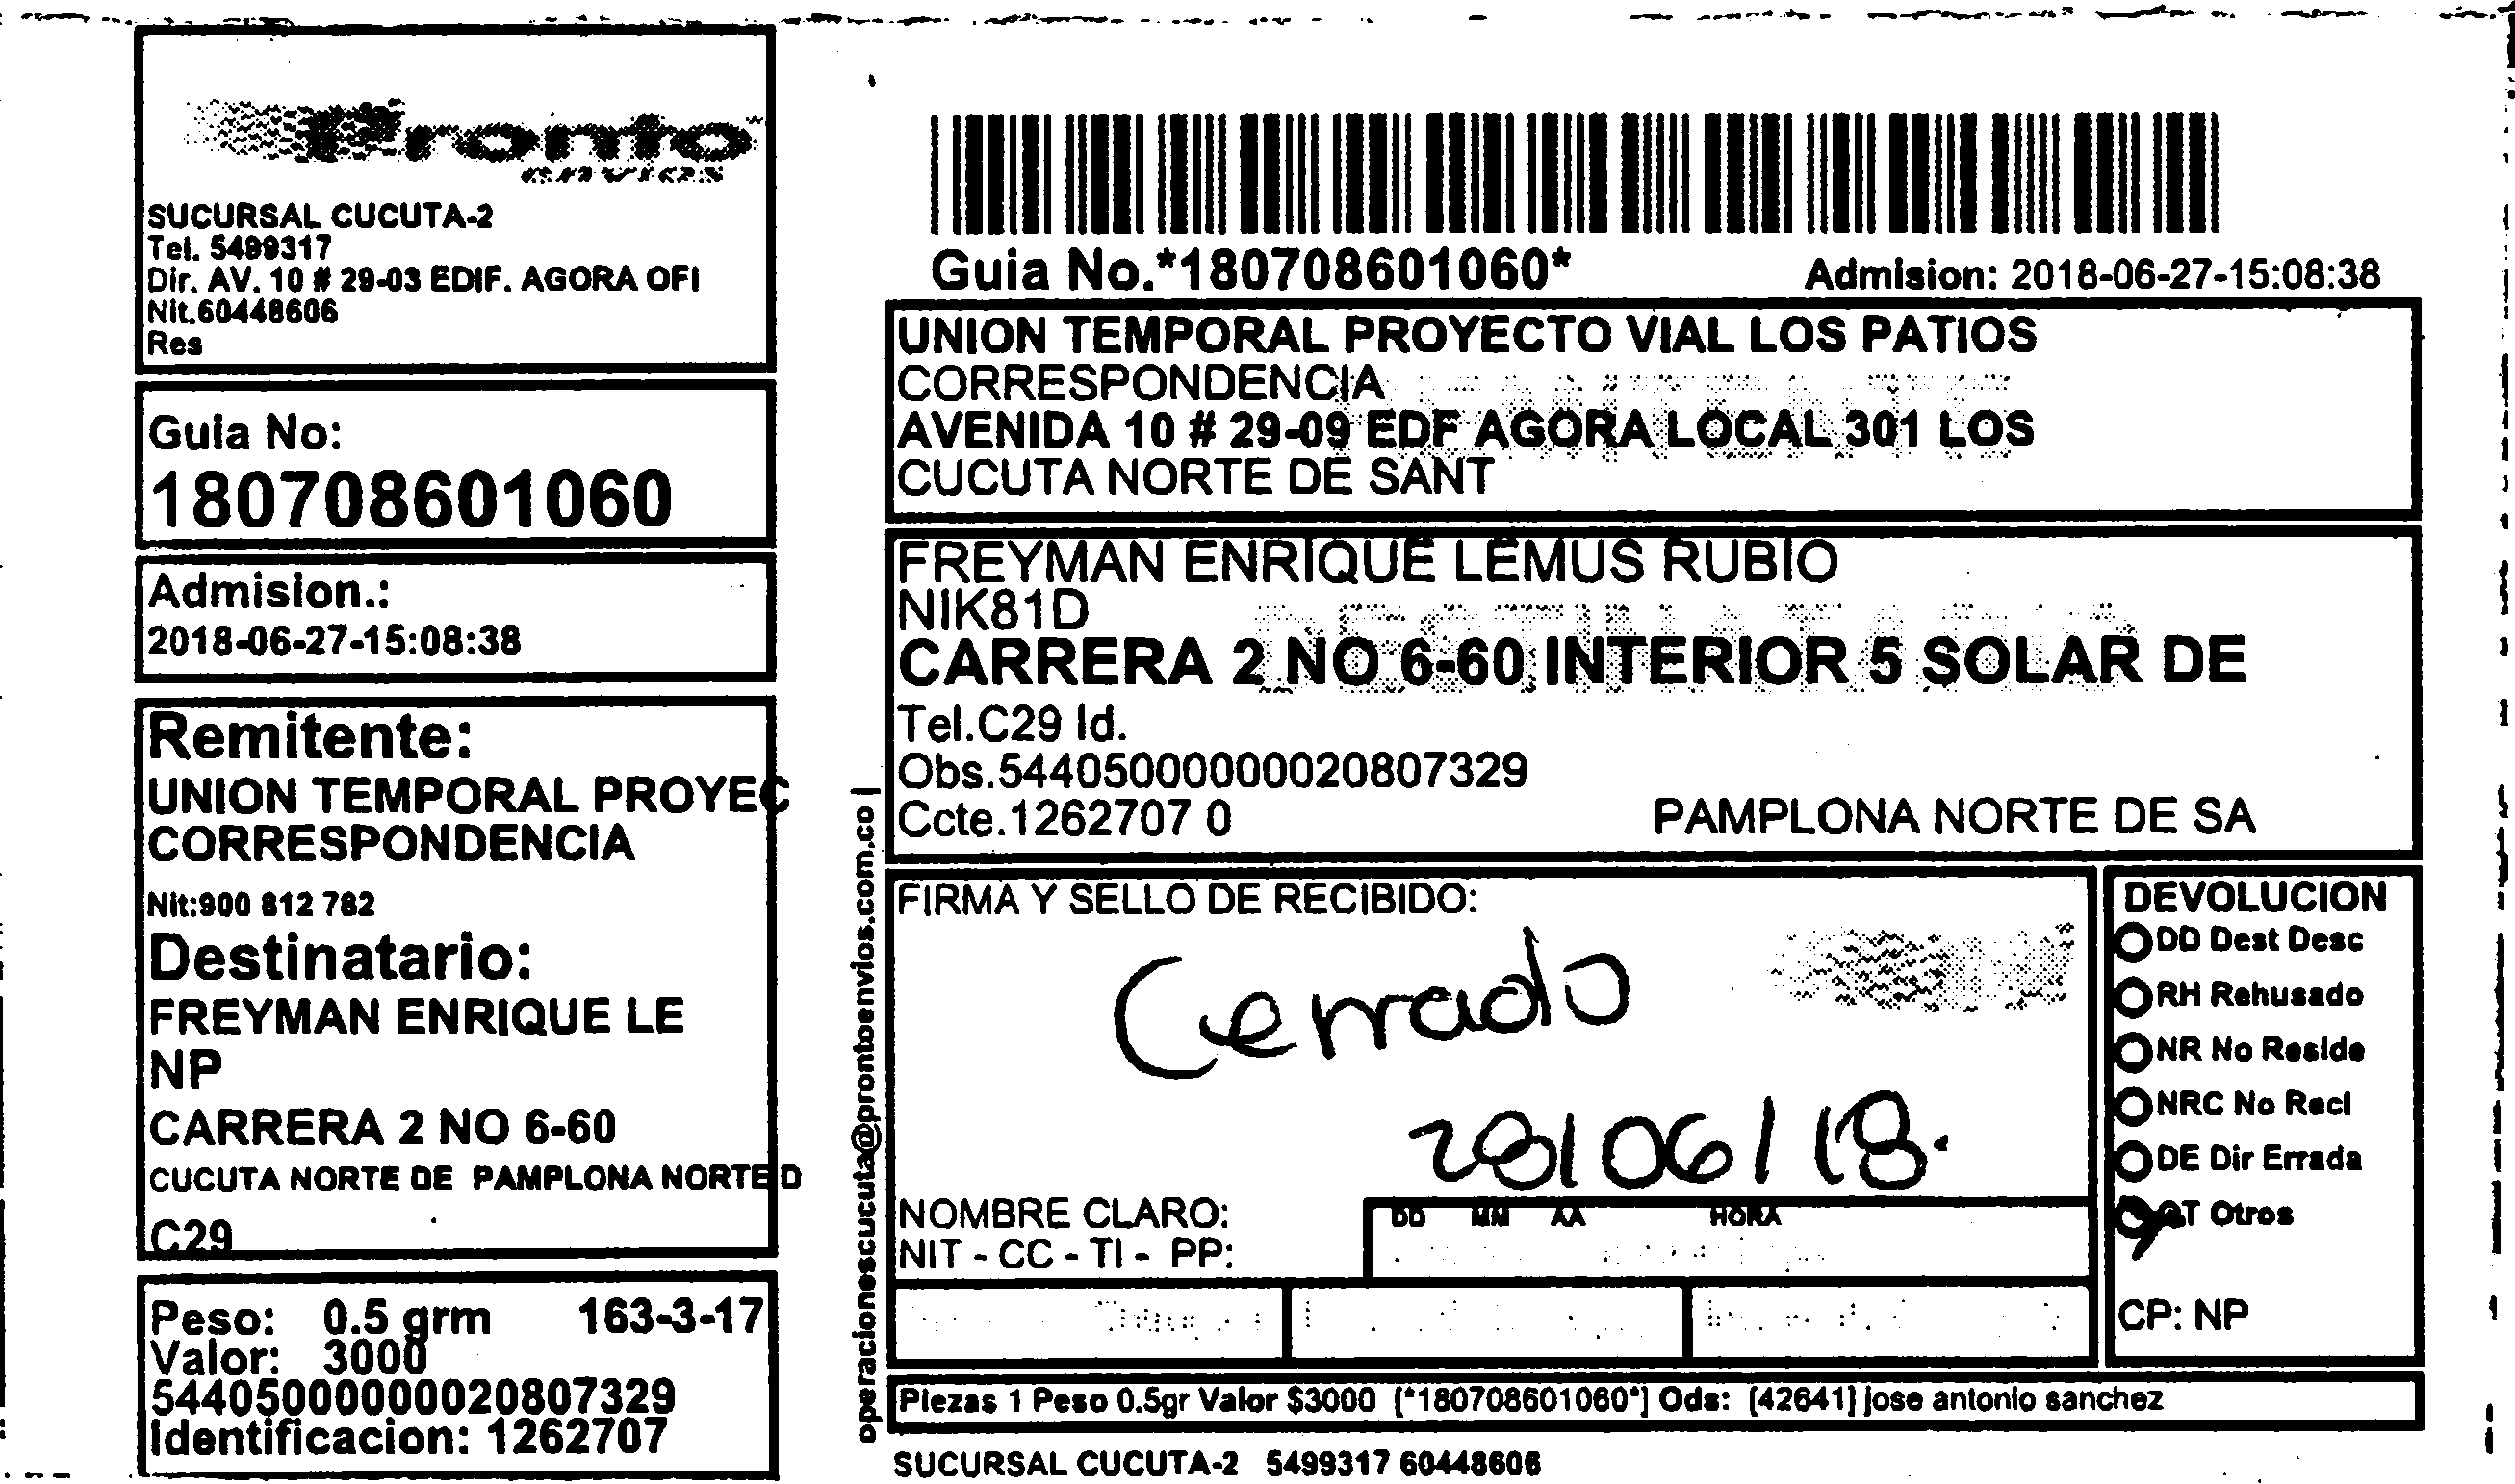 Pronto
envios
SUCURSAL CUCUTA-2
Tel. 5499317
Dir. AV. 10 # 29-03 EDIF. AGORA OFI
Nit.60448606
Res
Guia No:
180708601060
Admision.:
2018-06-27-15:08:38
Remitente:
UNION TEMPORAL PROYEC
CORRESPONDENCIA
Nit:900 812 782
Destinatario:
FREYMAN ENRIQUE LE
NP
CARRERA 2 NO 6-60
CUCUTA NORTE DE PAMPLONA NORTE D
C29
Peso: 0.5 grm 163-3-17
Valor: 3000
544050000000020807329
Identificacion: 1262707
operacionescucuta@prontoenvios.com.co |
Guia No.*180708601060*
Admision: 2018-06-27-15:08:38
UNION TEMPORAL PROYECTO VIAL LOS PATIOS
CORRESPONDENCIA
REMITENTE
AVENIDA 10 # 29-09 EDF AGORA LOCAL 301 LOS
CUCUTA NORTE DE SANT
FREYMAN ENRIQUE LEMUS RUBIO
NIK81D
DESTINATARIO
CARRERA 2 NO 6-60 INTERIOR 5 SOLAR DE
Tel.C29 Id.
Obs.544050000000020807329
Ccte.1262707 0 PAMPLONA NORTE DE SA
FIRMA Y SELLO DE RECIBIDO:
Cerrado
28/06/18.
NOMBRE CLARO:
NIT - CC - TI - PP:
DD MM AA HORA
DEVOLUCION
DD Dest Desc
RH Rehusado
NR No Reside
NRC No Recl
DE Dir Errada
OT Otros
CP: NP
Piezas 1 Peso 0.5gr Valor $3000 [*180708601060*] Ods: [42641] jose antonio sanchez
SUCURSAL CUCUTA-2 5499317 60448606